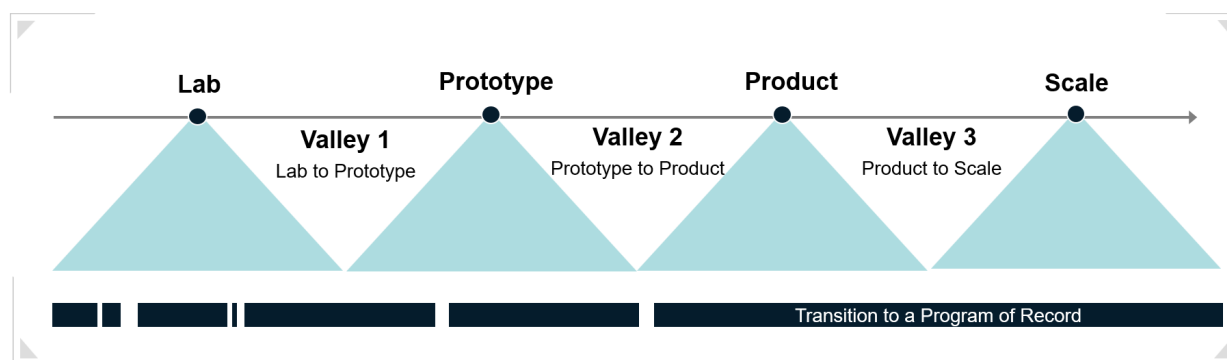 Lab
Prototype
Product
Scale
Valley 1
Lab to Prototype
Valley 2
Prototype to Product
Valley 3
Product to Scale
Transition to a Program of Record